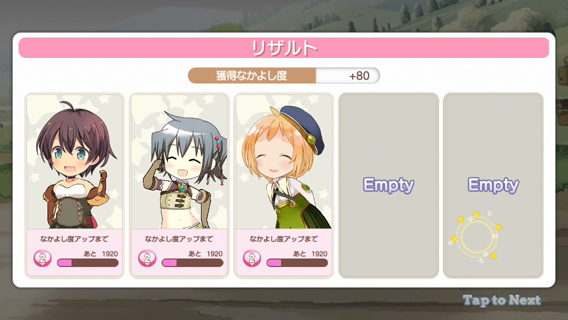 リザルト
獲得なかよし度 +80
なかよし度アップまで
2 あと 1920
なかよし度アップまで
2 あと 1920
なかよし度アップまで
2 あと 1920
Empty
Empty
Tap to Next